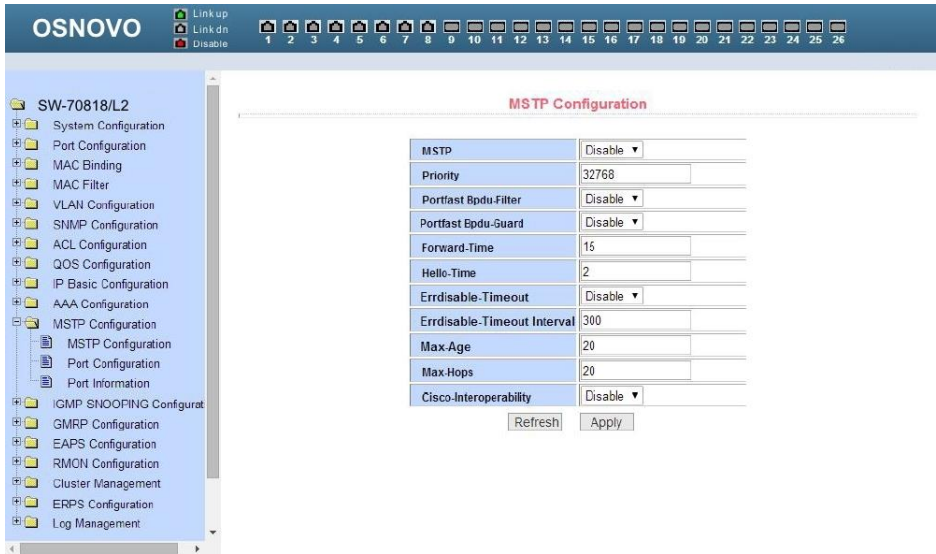 OSNOVO
Link up
Link dn
Disable
1 2 3 4 5 6 7 8 9 10 11 12 13 14 15 16 17 18 19 20 21 22 23 24 25 26
SW-70818/L2
System Configuration
Port Configuration
MAC Binding
MAC Filter
VLAN Configuration
SNMP Configuration
ACL Configuration
QOS Configuration
IP Basic Configuration
AAA Configuration
MSTP Configuration
MSTP Configuration
Port Configuration
Port Information
IGMP SNOOPING Configurat
GMRP Configuration
EAPS Configuration
RMON Configuration
Cluster Management
ERPS Configuration
Log Management
MSTP Configuration
MSTP Disable
Priority 32768
Portfast Bpdu-Filter Disable
Portfast Bpdu-Guard Disable
Forward-Time 15
Hello-Time 2
Errdisable-Timeout Disable
Errdisable-Timeout Interval 300
Max-Age 20
Max-Hops 20
Cisco-Interoperability Disable
Refresh Apply